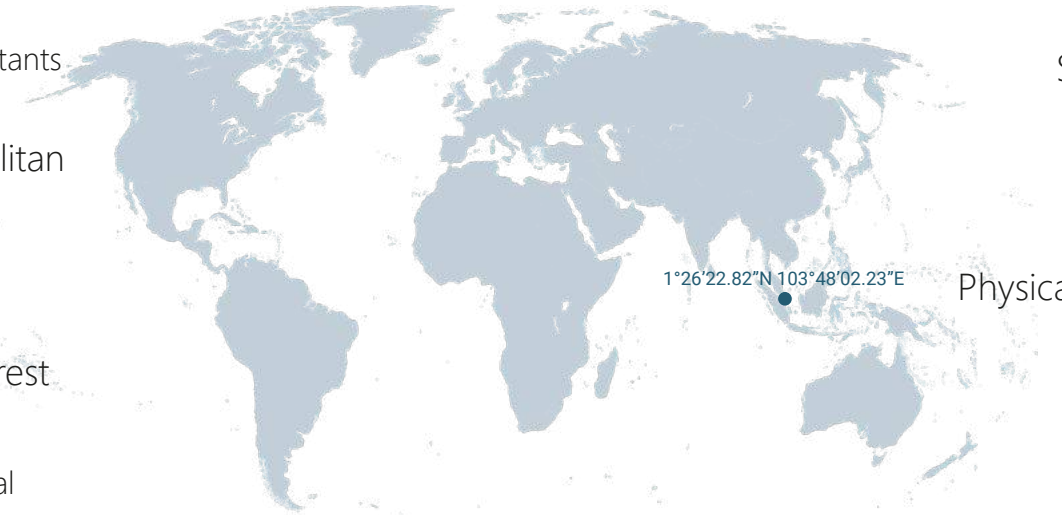 tants
S
litan
1°26’22.82”N 103°48’02.23”E
Physica
rest
al